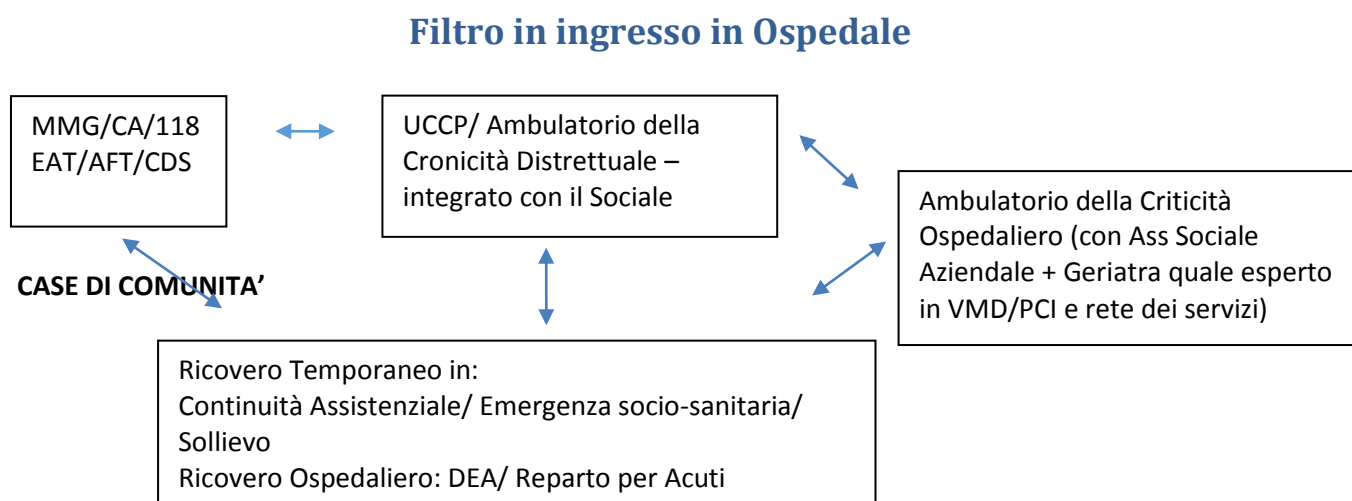 Filtro in ingresso in Ospedale
MMG/CA/118
EAT/AFT/CDS
UCCP/ Ambulatorio della
Cronicità Distrettuale –
integrato con il Sociale
Ambulatorio della Criticità
Ospedaliero (con Ass Sociale
Aziendale + Geriatra quale esperto
in VMD/PCI e rete dei servizi)
CASE DI COMUNITA’
Ricovero Temporaneo in:
Continuità Assistenziale/ Emergenza socio-sanitaria/
Sollievo
Ricovero Ospedaliero: DEA/ Reparto per Acuti